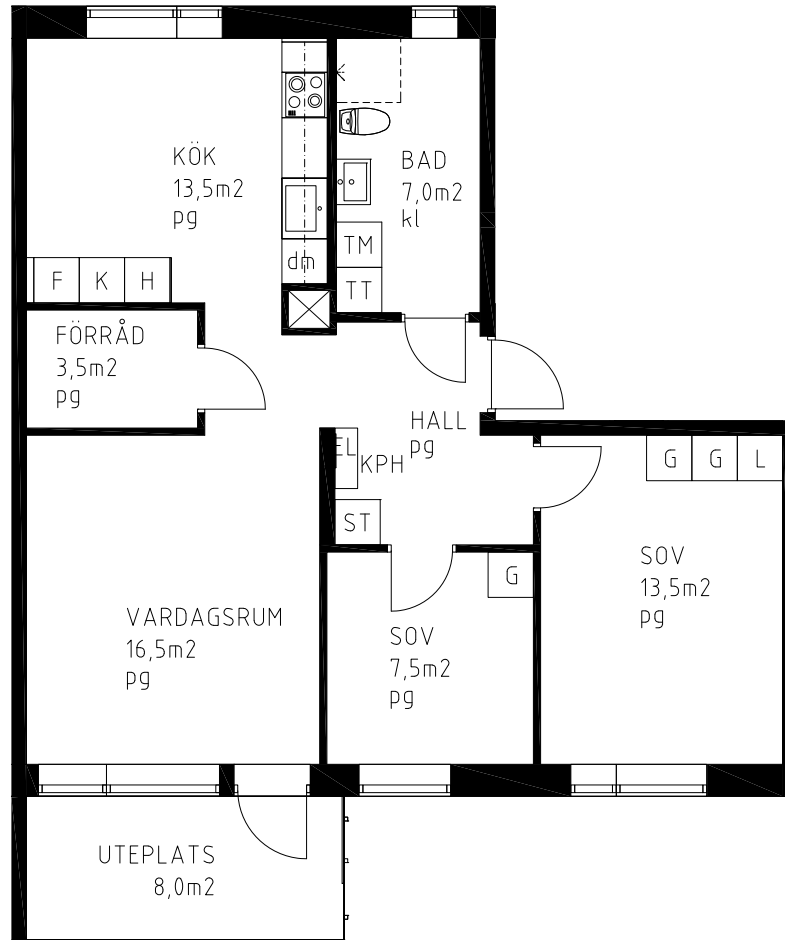 KÖK
13,5m2
pg
BAD
7,0m2
kl
dm
TM
TT
F
K
H
FÖRRÅD
3,5m2
pg
HALL
pg
EL
KPH
ST
G
G
L
SOV
13,5m2
pg
G
SOV
7,5m2
pg
VARDAGSRUM
16,5m2
pg
UTEPLATS
8,0m2